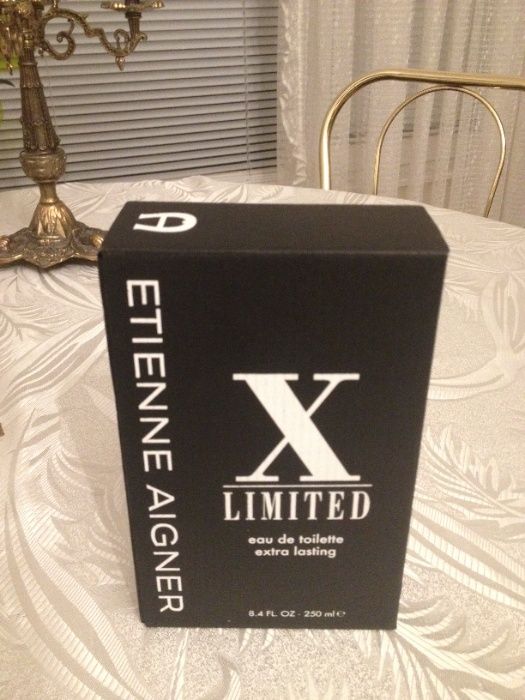 A
ETIENNE AIGNER
X
LIMITED
eau de toilette
extra lasting
8.4 FL. OZ - 250 ml e